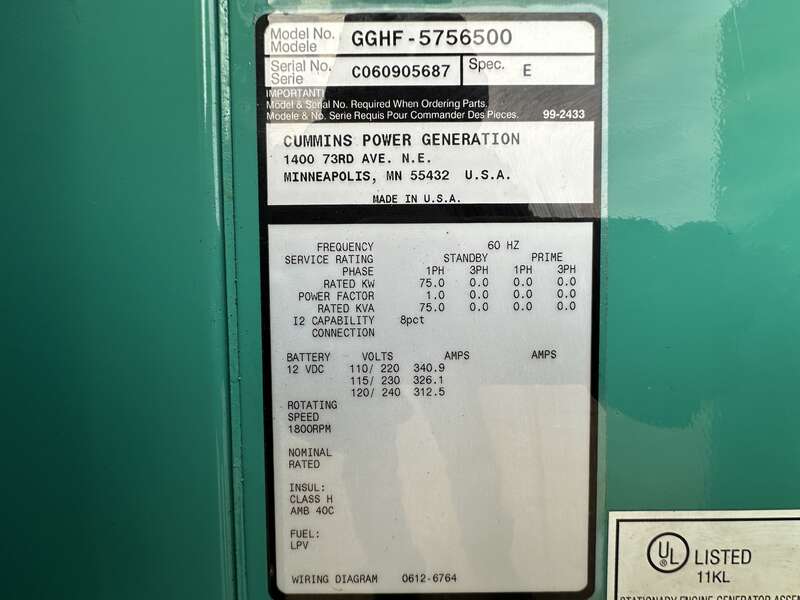 Model No. GGHF-5756500
Modele
Serial No. C060905687 Spec. E
Serie
IMPORTANT!
Model & Serial No. Required When Ordering Parts.
Modele & No. Serie Requis Pour Commander Des Pieces. 99-2433
CUMMINS POWER GENERATION
1400 73RD AVE. N.E.
MINNEAPOLIS, MN 55432 U.S.A.
MADE IN U.S.A.
FREQUENCY 60 HZ
SERVICE RATING STANDBY PRIME
PHASE 1PH 3PH 1PH 3PH
RATED KW 75.0 0.0 0.0 0.0
POWER FACTOR 1.0 0.0 0.0 0.0
RATED KVA 75.0 0.0 0.0 0.0
I2 CAPABILITY 8pct
CONNECTION
BATTERY VOLTS AMPS AMPS
12 VDC 110/ 220 340.9
115/ 230 326.1
120/ 240 312.5
ROTATING
SPEED
1800RPM
NOMINAL
RATED
INSUL:
CLASS H
AMB 40C
FUEL:
LPV
WIRING DIAGRAM 0612-6764
UL LISTED
11KL
STATIONARY ENGINE GENERATOR ASSEM